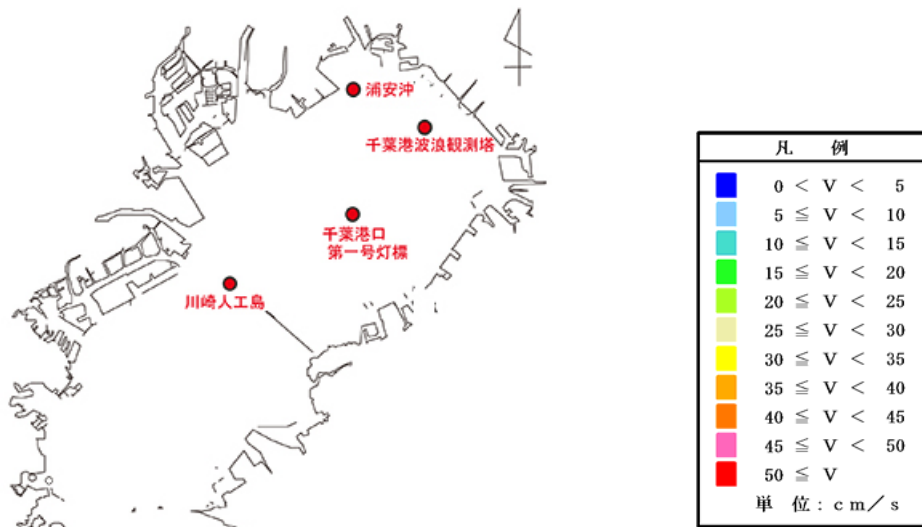 浦安沖
千葉港波浪観測塔
千葉港口
第一号灯標
川崎人工島
凡 例
0 < V < 5
5 ≦ V < 10
10 ≦ V < 15
15 ≦ V < 20
20 ≦ V < 25
25 ≦ V < 30
30 ≦ V < 35
35 ≦ V < 40
40 ≦ V < 45
45 ≦ V < 50
50 ≦ V
単 位 : cm/s